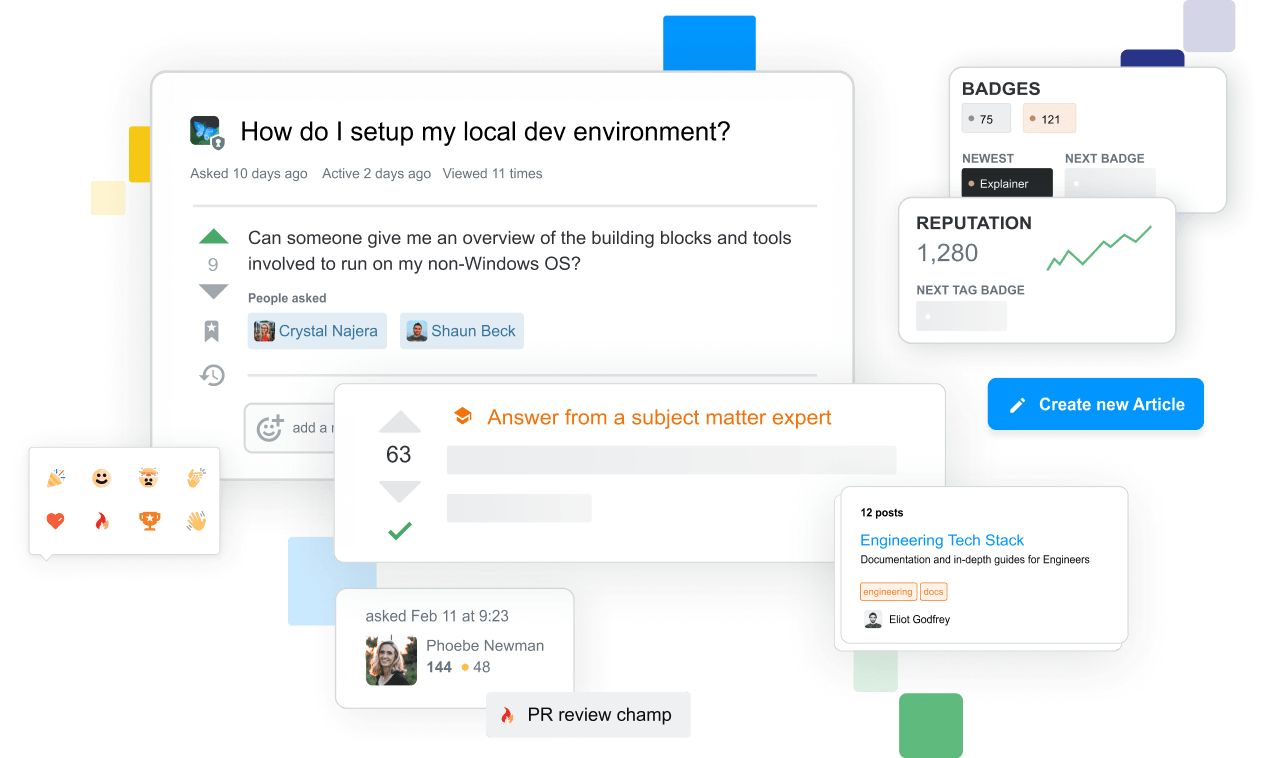 How do I setup my local dev environment?
Asked 10 days ago Active 2 days ago Viewed 11 times
9
Can someone give me an overview of the building blocks and tools
involved to run on my non-Windows OS?
People asked
Crystal Najera Shaun Beck
add a
63
Answer from a subject matter expert
asked Feb 11 at 9:23
Phoebe Newman
144 48
PR review champ
BADGES
75 121
NEWEST NEXT BADGE
Explainer
REPUTATION
1,280
NEXT TAG BADGE
Create new Article
12 posts
Engineering Tech Stack
Documentation and in-depth guides for Engineers
engineering docs
Eliot Godfrey